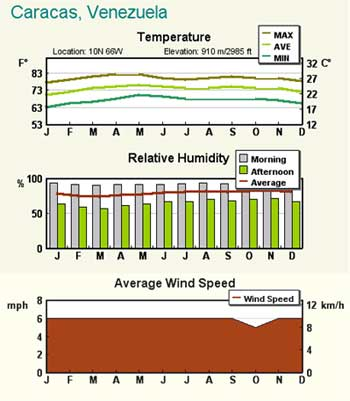 Caracas, Venezuela
Temperature
MAX
AVE
MIN
F° Location: 10N 66W Elevation: 910 m/2985 ft 32 C°
83 27
73 22
63 17
53 12
J F M A M J J A S O N D
Relative Humidity
Morning
Afternoon
Average
%
100
50
0
J F M A M J J A S O N D
Average Wind Speed
Wind Speed
mph 8 12 km/h
6 8
4
2 4
0 0
J F M A M J J A S O N D